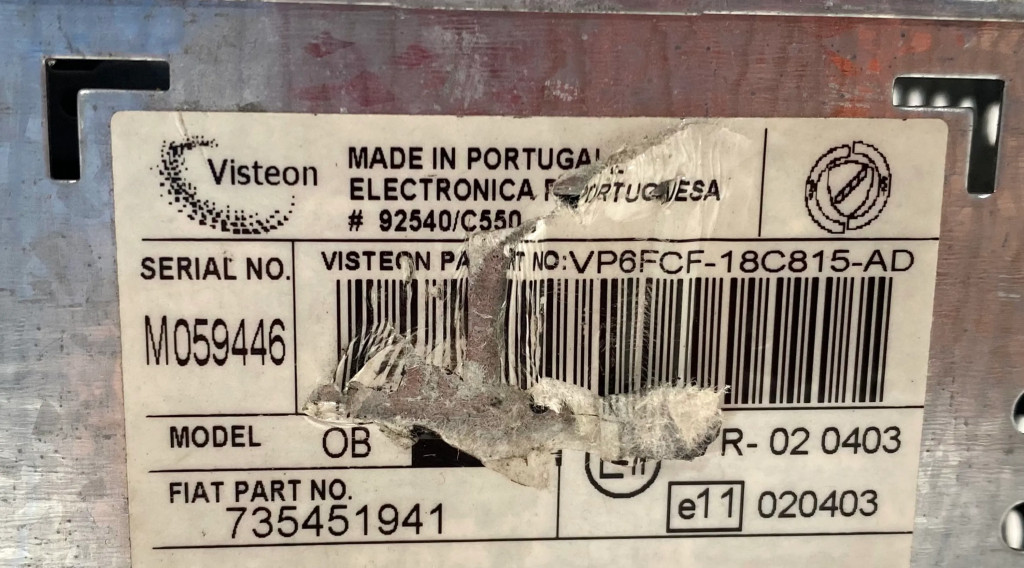 Visteon
MADE IN PORTUGAL
ELECTRONICA PORTUGUESA
# 92540/C550
SERIAL NO.
M059446
VISTEON PART NO:VP6FCF-18C815-AD
MODEL OB
R- 02 0403
FIAT PART NO.
735451941
e11 020403